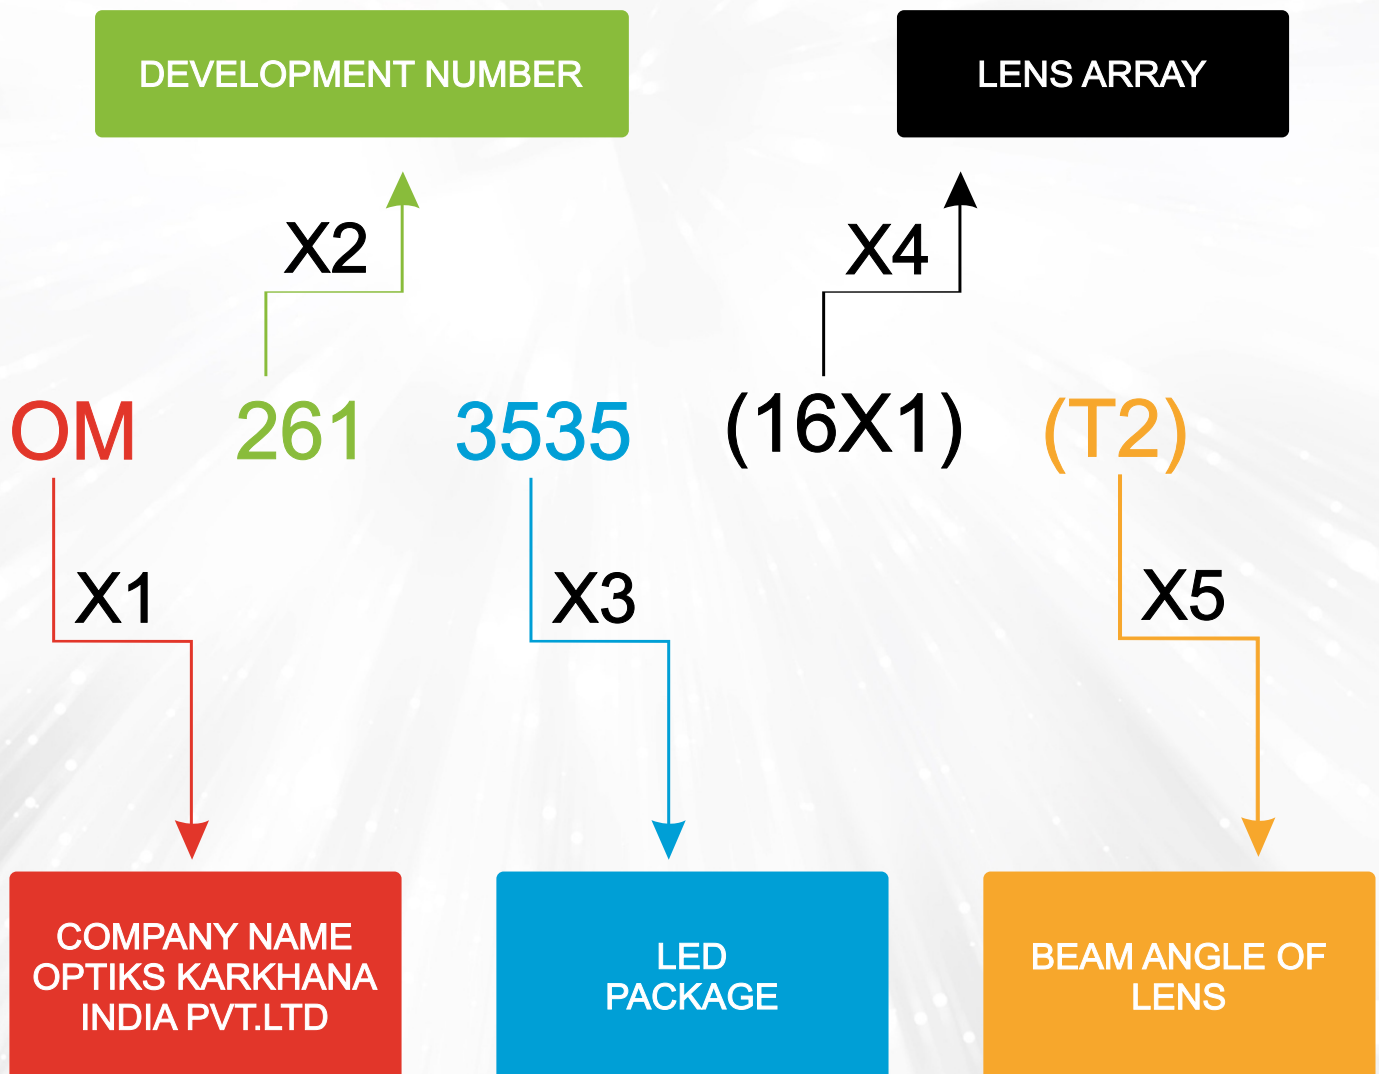 DEVELOPMENT NUMBER
LENS ARRAY
X2
X4
OM 261 3535 (16X1) (T2)
X1
X3
X5
COMPANY NAME
OPTIKS KARKHANA
INDIA PVT.LTD
LED
PACKAGE
BEAM ANGLE OF
LENS